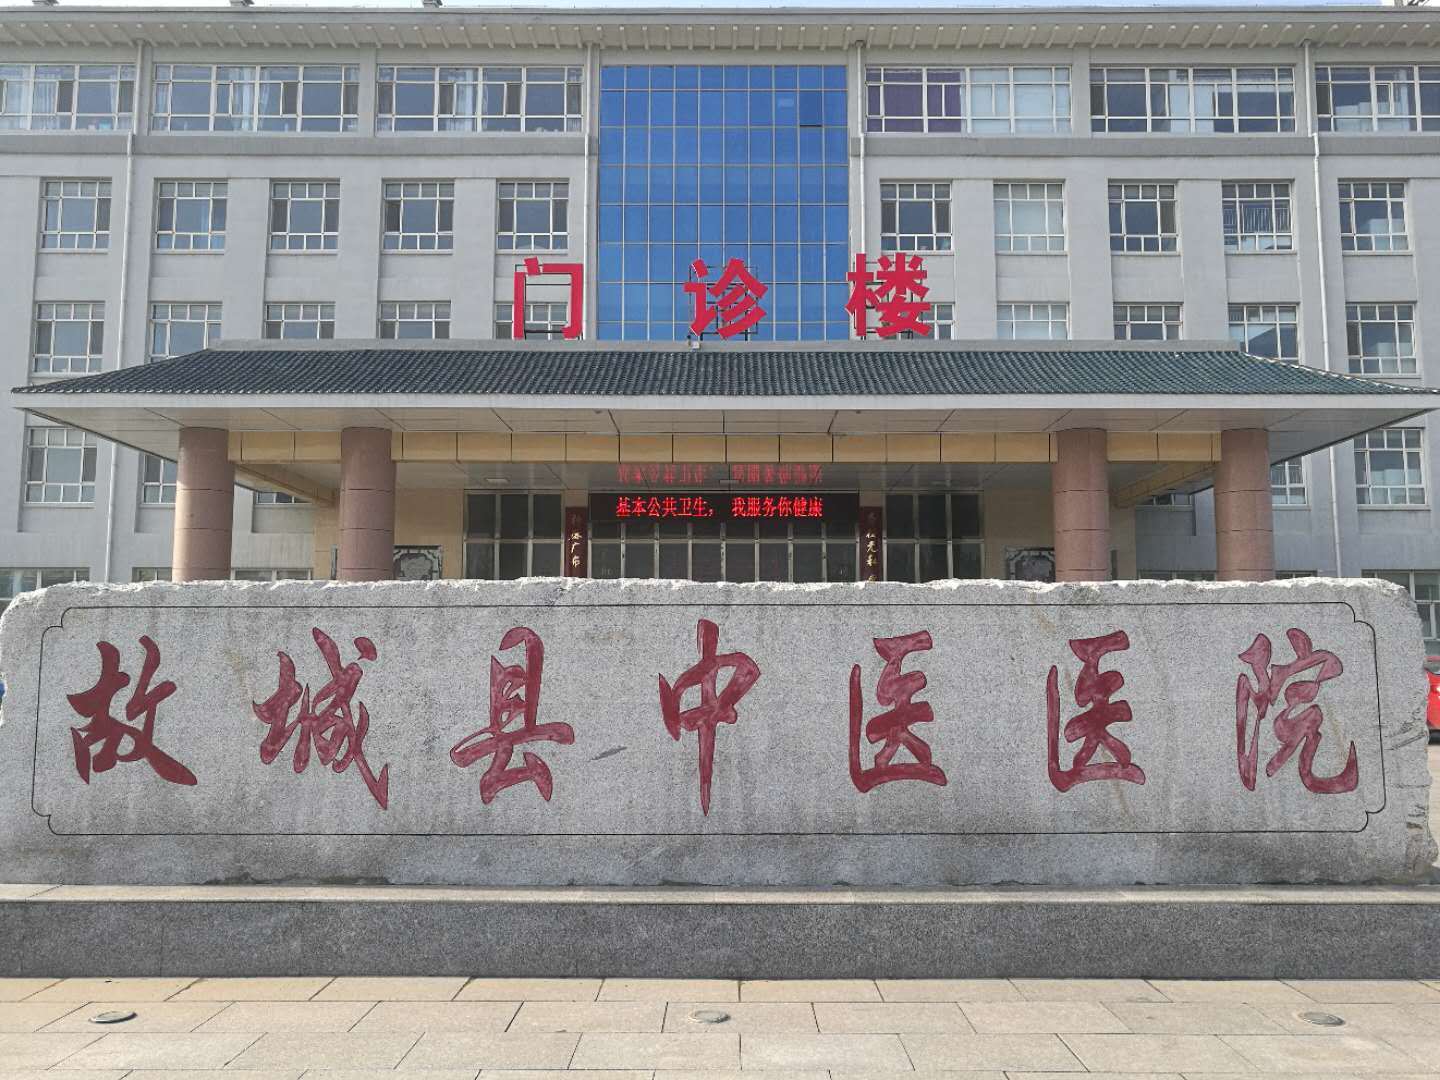 门诊楼
基本公共卫生，我服务你健康
故城县中医医院